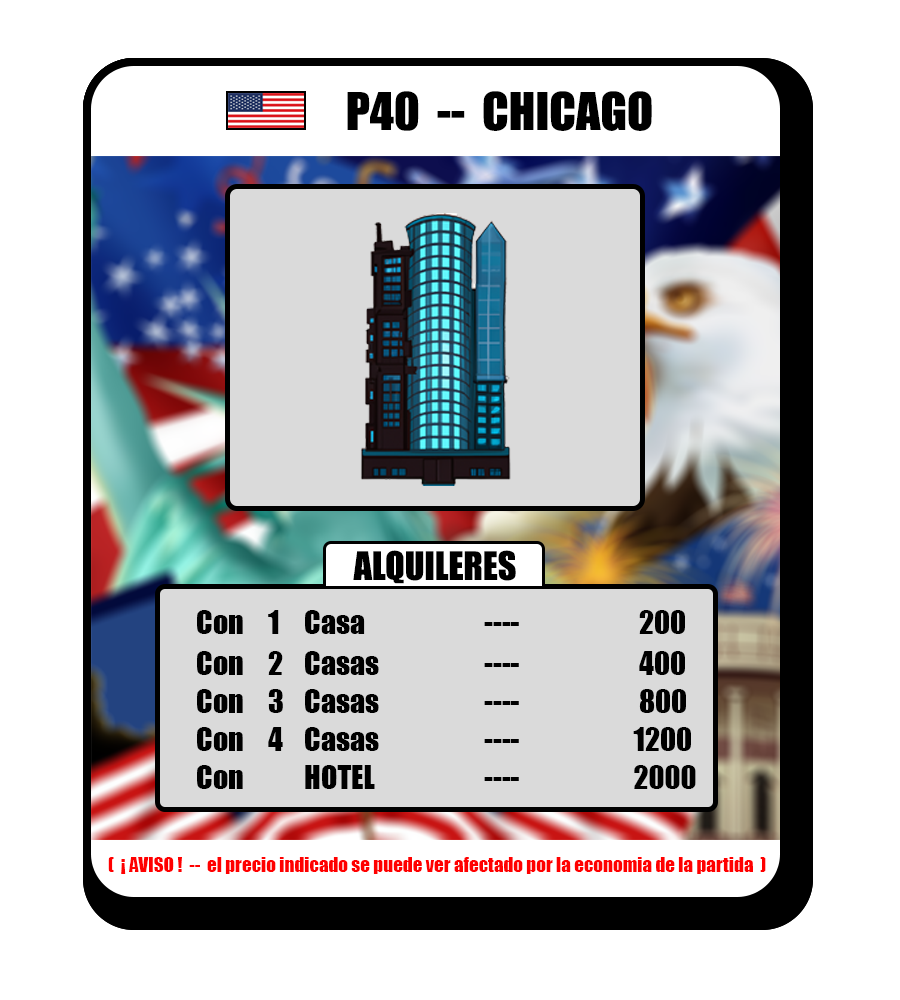 P40 -- CHICAGO
ALQUILERES
Con 1 Casa ---- 200
Con 2 Casas ---- 400
Con 3 Casas ---- 800
Con 4 Casas ---- 1200
Con HOTEL ---- 2000
( ¡ AVISO ! -- el precio indicado se puede ver afectado por la economia de la partida )